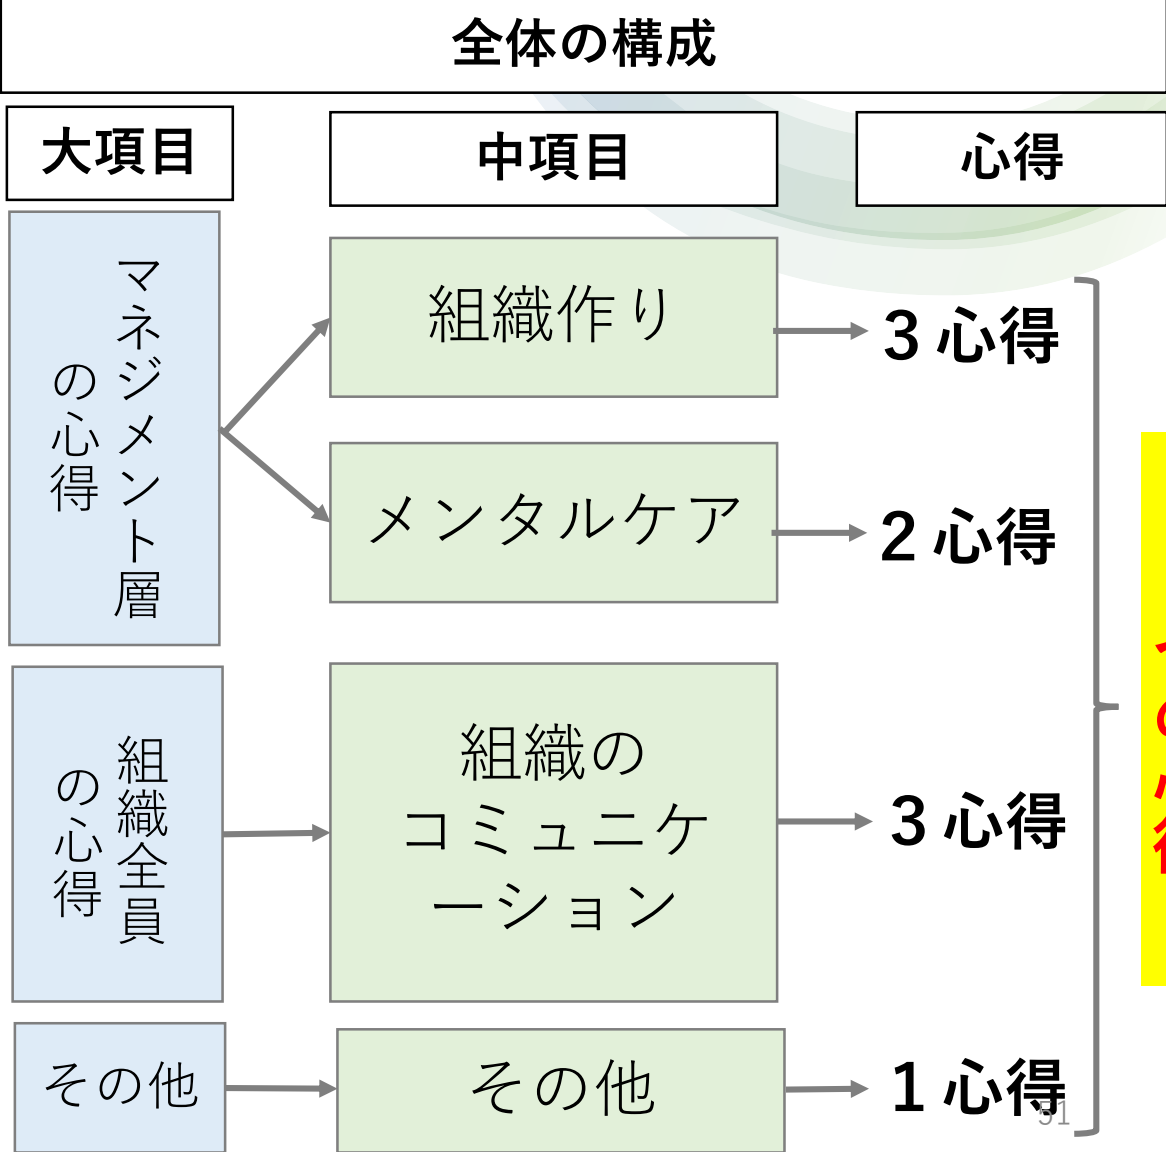 全体の構成
大項目
中項目
心得
マネジメント層
の心得
組織作り
3心得
メンタルケア
2心得
組織全員
の心得
組織の
コミュニケ
ーション
3心得
その他
その他
1心得
51